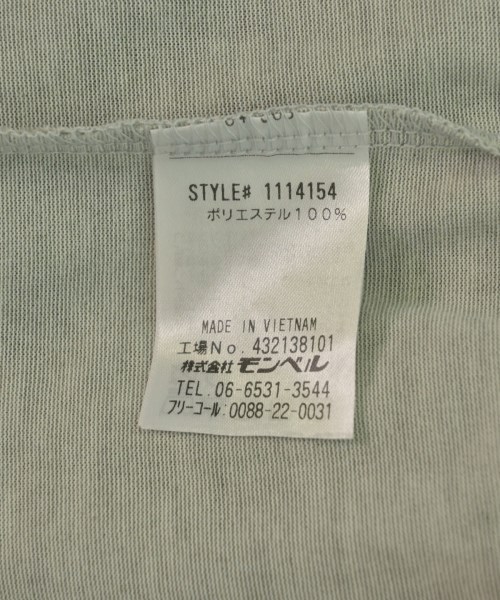 STYLE# 1114154
ポリエステル100%
MADE IN VIETNAM
工場No. 432138101
株式会社 モンベル
TEL. 06-6531-3544
フリーコール:0088-22-0031